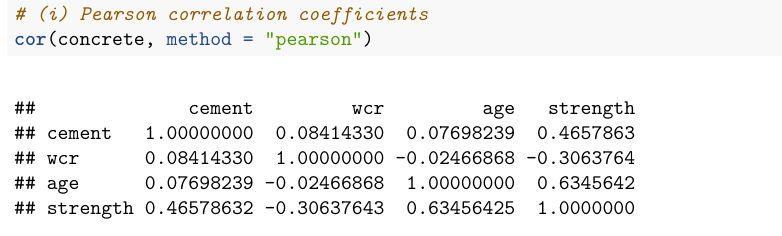 # (i) Pearson correlation coefficients
cor(concrete, method = "pearson")
##              cement         wcr         age   strength
## cement   1.00000000  0.08414330  0.07698239  0.4657863
## wcr      0.08414330  1.00000000 -0.02466868 -0.3063764
## age      0.07698239 -0.02466868  1.00000000  0.6345642
## strength 0.46578632 -0.30637643  0.63456425  1.0000000